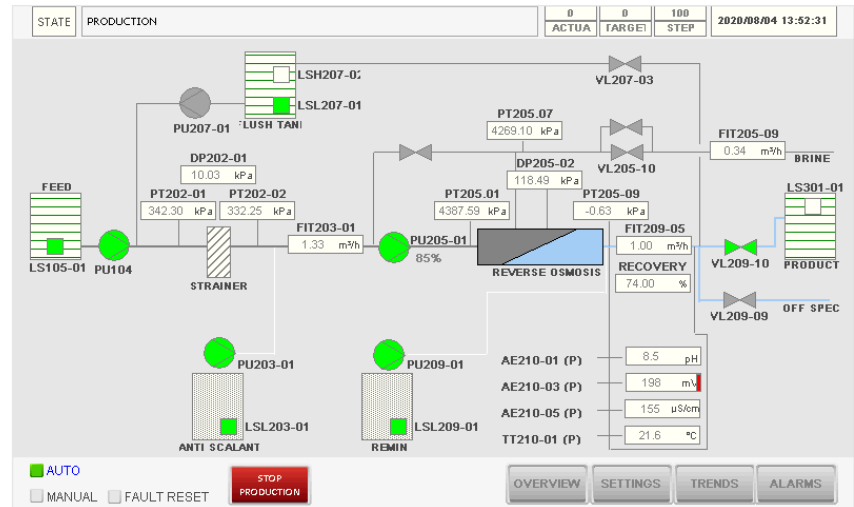 STATE PRODUCTION 0 0 100 2020/08/04 13:52:31
ACTUA TARGET STEP
LSH207-02
VL207-03
LSL207-01
PU207-01 FLUSH TANI
PT205.07
4269.10 kPa
FIT205-09
0.34 m³/h BRINE
DP202-01
10.03 kPa
DP205-02
118.49 kPa
VL205-10
FEED
PT202-01 PT202-02
342.30 kPa 332.25 kPa
PT205.01
4387.59 kPa
PT205-09
-0.63 kPa
LS301-01
FIT203-01
1.33 m³/h
PU205-01
85%
FIT209-05
1.00 m³/h
LS105-01 PU104
STRAINER
REVERSE OSMOSIS
RECOVERY
74.00 %
VL209-10 PRODUCT
VL209-09 OFF SPEC
PU203-01
PU209-01
AE210-01 (P) 8.5 pH
AE210-03 (P) 198 mV
AE210-05 (P) 155 µS/cm
TT210-01 (P) 21.6 °C
LSL203-01
LSL209-01
ANTI SCALANT
REMIN
AUTO
MANUAL FAULT RESET
STOP
PRODUCTION
OVERVIEW SETTINGS TRENDS ALARMS